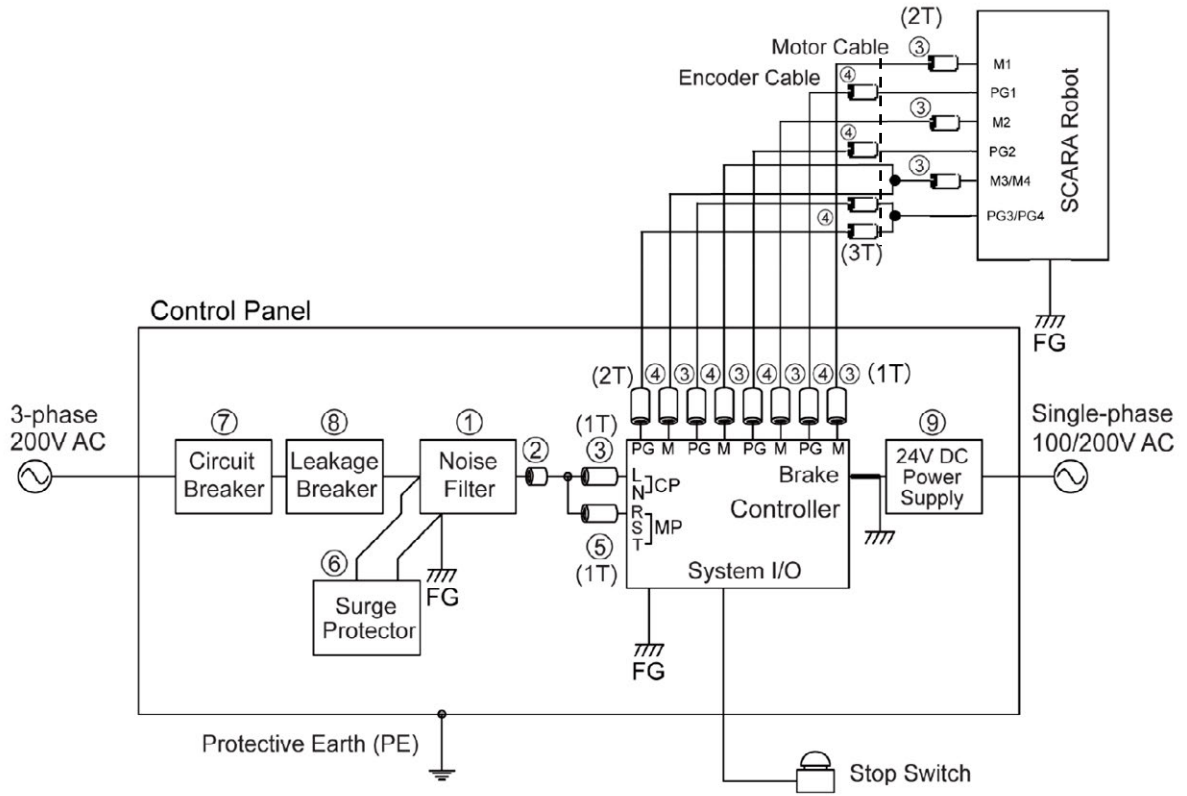 (2T)
Motor Cable ③ M1
Encoder Cable ④ PG1
③ M2
④ PG2
③ M3/M4
④ PG3/PG4
(3T)
SCARA Robot
FG
Control Panel
(2T) ④ ③ ④ ③ ④ ③ ④ ③ (1T)
PG M PG M PG M PG M
3-phase
200V AC
⑦
Circuit
Breaker
⑧
Leakage
Breaker
①
Noise
Filter
②
(1T)
③
L
N
CP
R
S
T
MP
⑤
(1T)
Brake
Controller
System I/O
⑨
24V DC
Power
Supply
Single-phase
100/200V AC
⑥
Surge
Protector
FG
FG
Protective Earth (PE)
Stop Switch